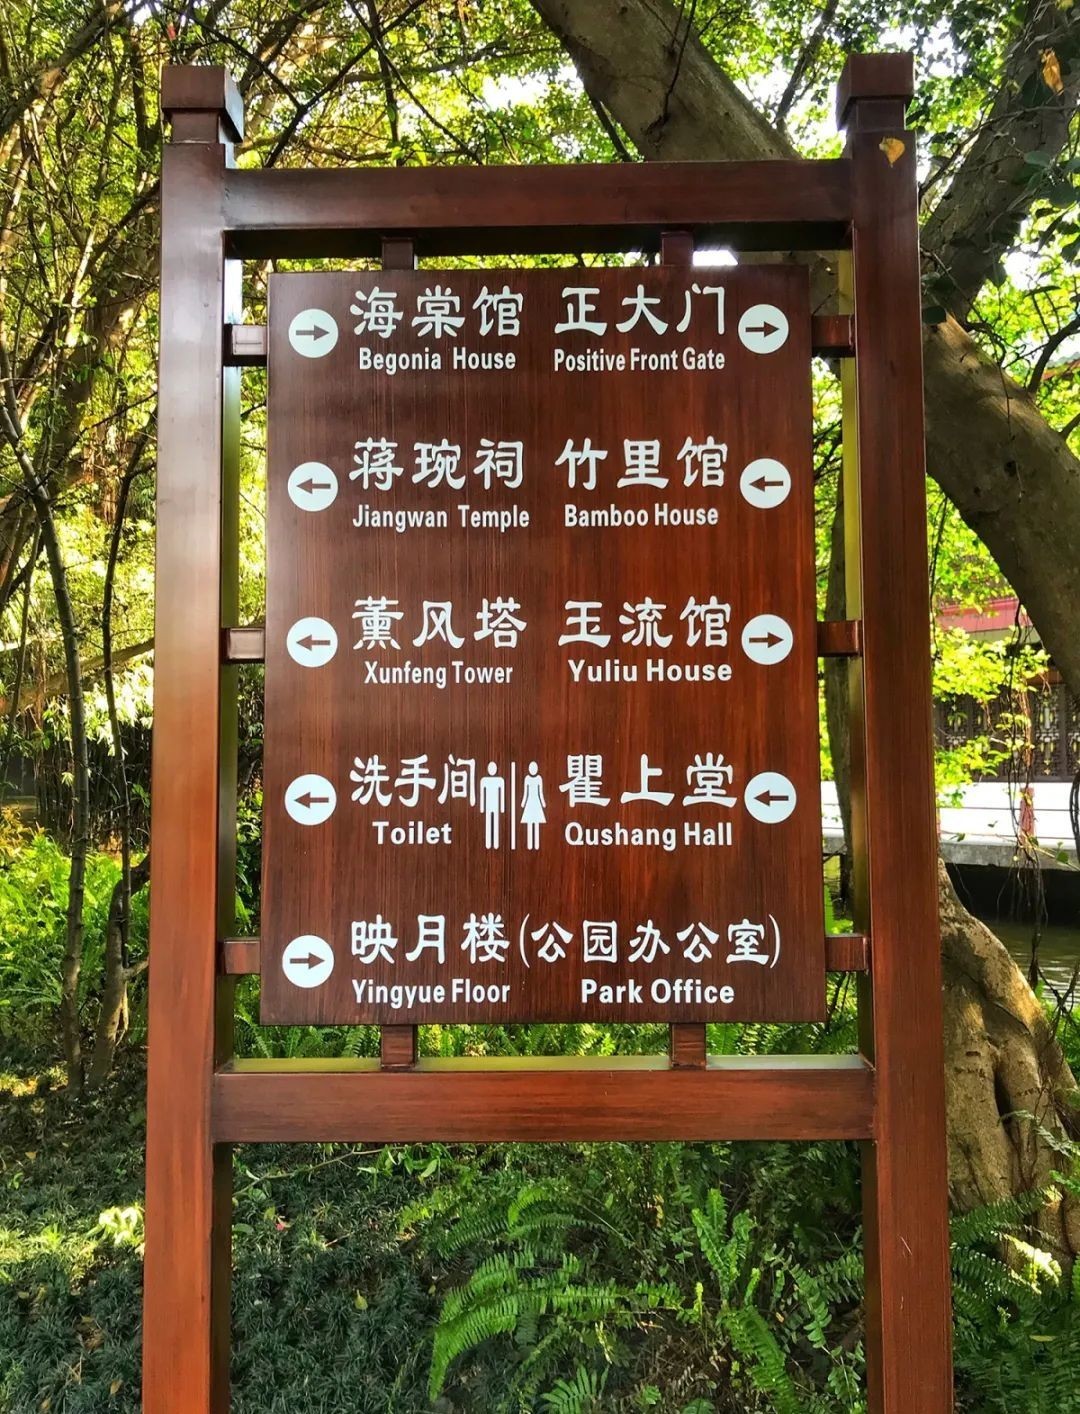 海棠馆 正大门
Begonia House Positive Front Gate
蒋琬祠 竹里馆
Jiangwan Temple Bamboo House
薰风塔 玉流馆
Xunfeng Tower Yuliu House
洗手间 瞿上堂
Toilet Qushang Hall
映月楼(公园办公室)
Yingyue Floor Park Office